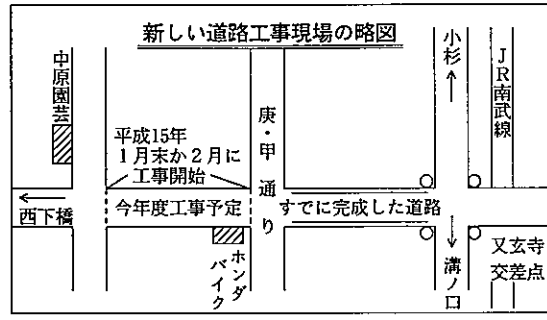 新しい道路工事現場の略図
中原園芸
平成15年
1月末か2月に
工事開始
庚・甲通り
小杉
JR南武線
西下橋
今年度工事予定
すでに完成した道路
ホンダ
バイク
溝ノ口
又玄寺
交差点